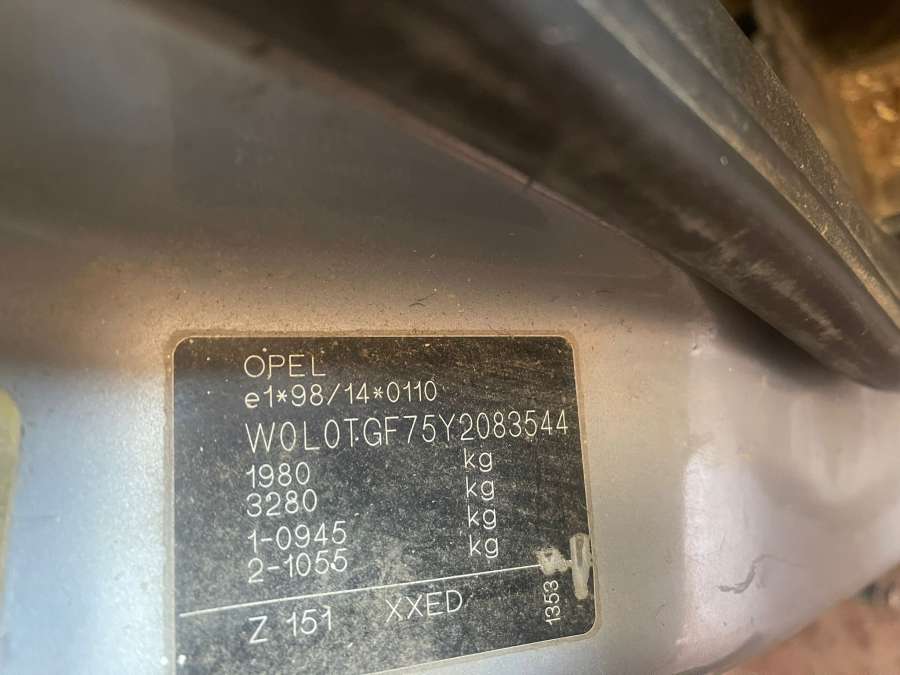 OPEL
e1*98/14*0110
W0L0TGF75Y2083544
1980 kg
3280 kg
1-0945 kg
2-1055 kg
Z 151 XXED
1353